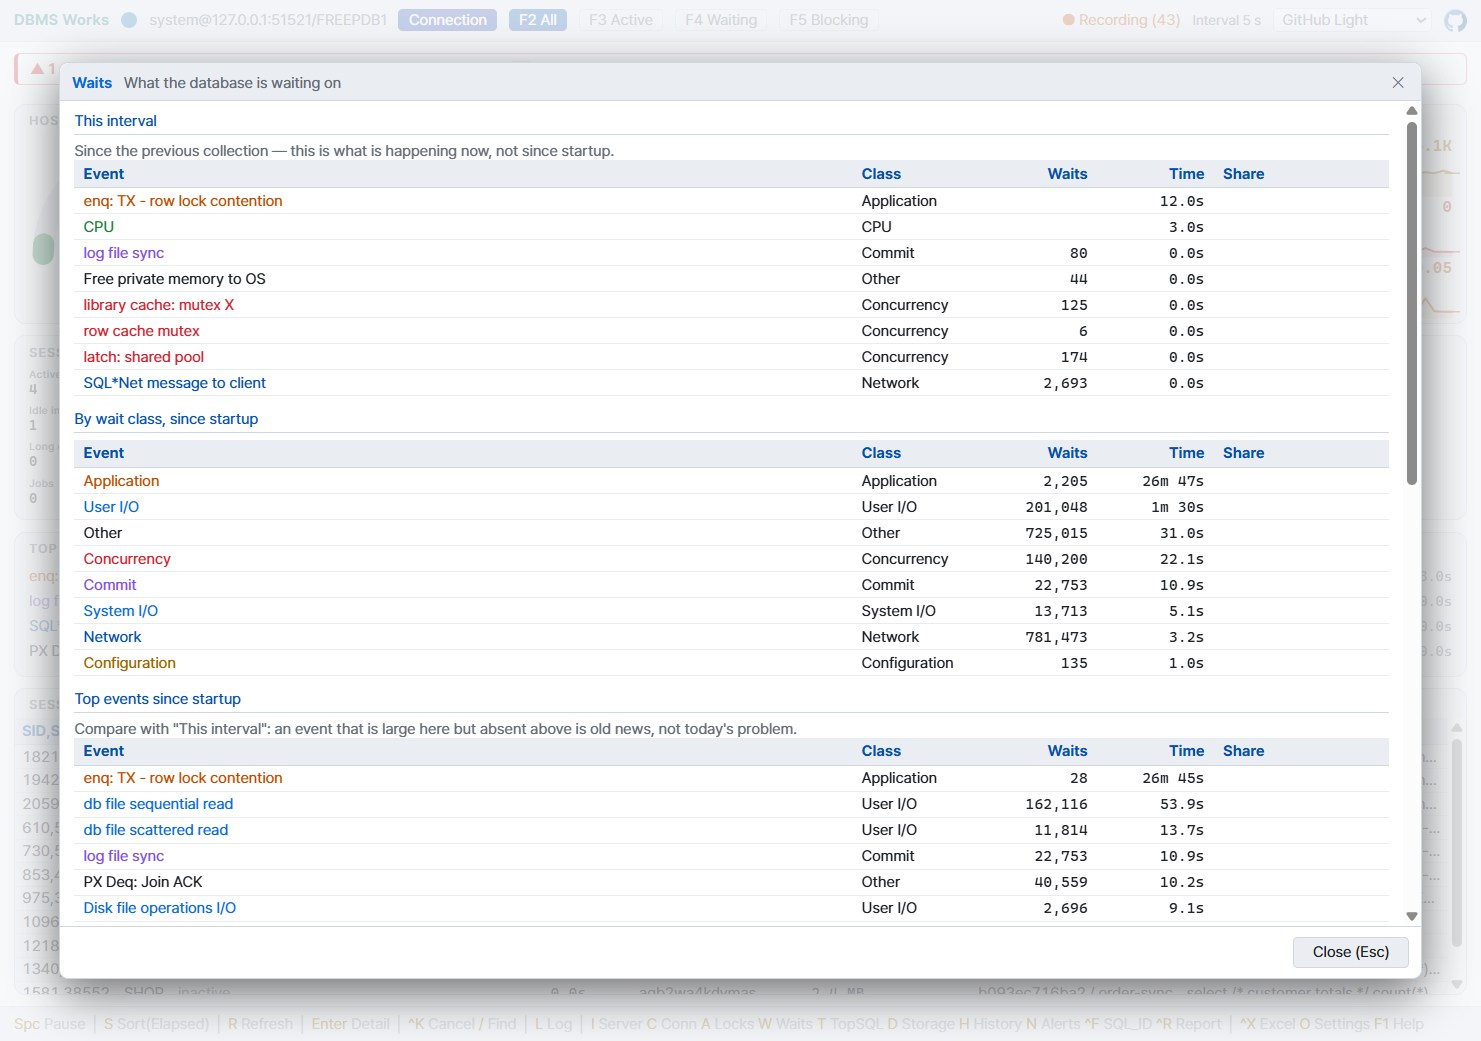 DBMS Works system@127.0.0.1:51521/FREEPDB1 Connection F2 All F3 Active F4 Waiting F5 Blocking Recording (43) Interval 5 s GitHub Light
Waits What the database is waiting on
This interval
Since the previous collection — this is what is happening now, not since startup.
Event Class Waits Time Share
enq: TX - row lock contention Application 12.0s
CPU CPU 3.0s
log file sync Commit 80 0.0s
Free private memory to OS Other 44 0.0s
library cache: mutex X Concurrency 125 0.0s
row cache mutex Concurrency 6 0.0s
latch: shared pool Concurrency 174 0.0s
SQL*Net message to client Network 2,693 0.0s
By wait class, since startup
Event Class Waits Time Share
Application Application 2,205 26m 47s
User I/O User I/O 201,048 1m 30s
Other Other 725,015 31.0s
Concurrency Concurrency 140,200 22.1s
Commit Commit 22,753 10.9s
System I/O System I/O 13,713 5.1s
Network Network 781,473 3.2s
Configuration Configuration 135 1.0s
Top events since startup
Compare with "This interval": an event that is large here but absent above is old news, not today's problem.
Event Class Waits Time Share
enq: TX - row lock contention Application 28 26m 45s
db file sequential read User I/O 162,116 53.9s
db file scattered read User I/O 11,814 13.7s
log file sync Commit 22,753 10.9s
PX Deq: Join ACK Other 40,559 10.2s
Disk file operations I/O User I/O 2,696 9.1s
Close (Esc)
Spc Pause | S Sort(Elapsed) | R Refresh | Enter Detail | ^K Cancel / Find | L Log | I Server C Conn A Locks W Waits T TopSQL D Storage H History N Alerts ^F SQL_ID ^R Report | ^X Excel O Settings F1 Help